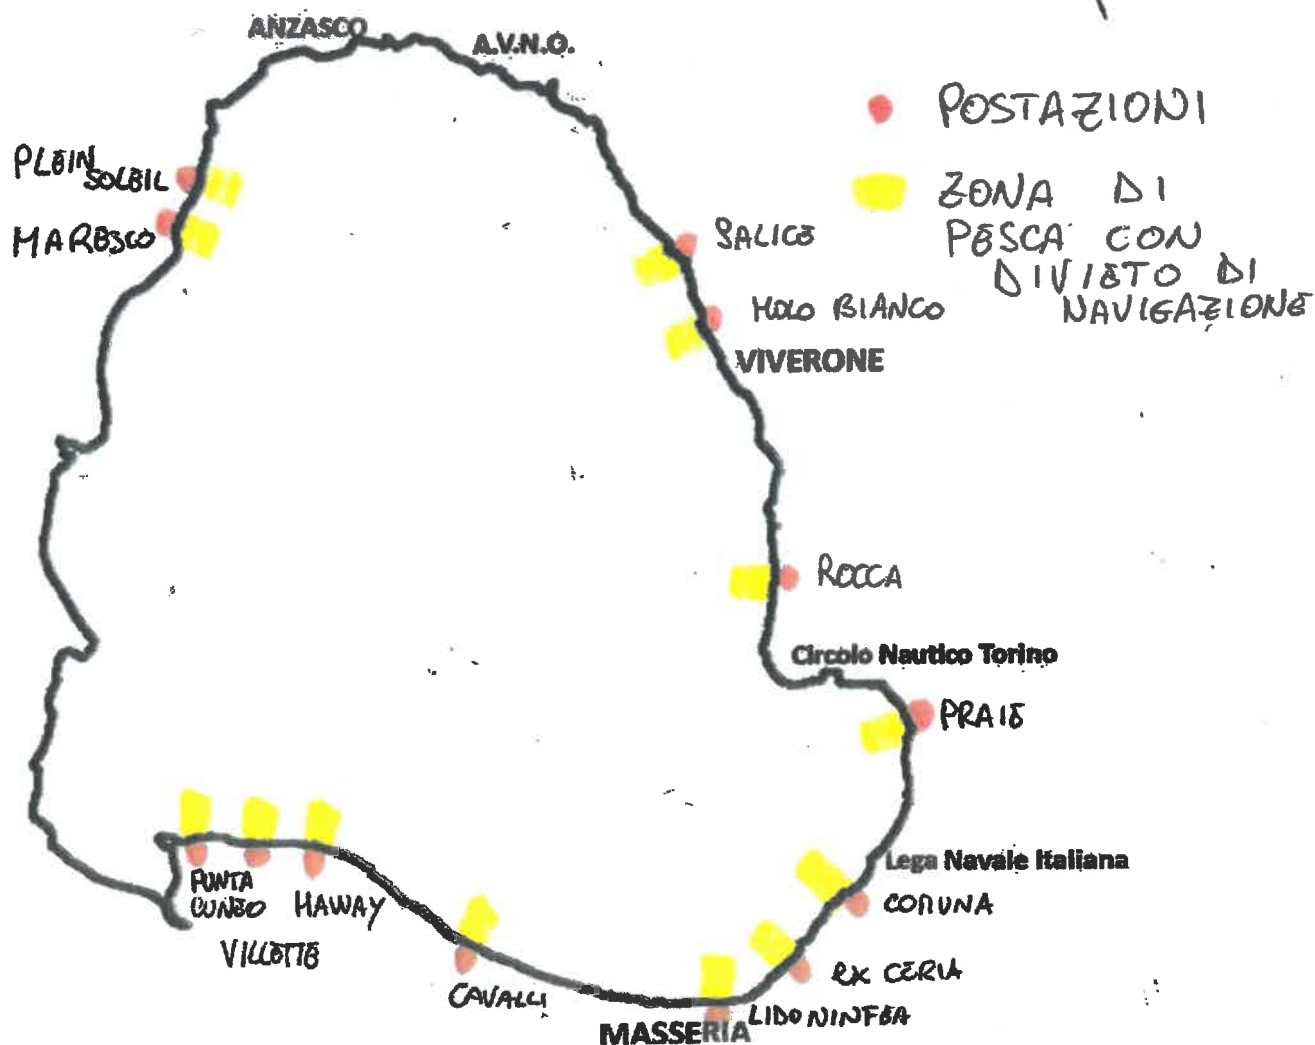 ANZASCO
A.V.N.O.
POSTAZIONI
ZONA DI
PESCA CON
DIVIETO DI
NAVIGAZIONE
PLEIN
SOLEIL
MARESCO
SALICE
MOLO BIANCO
VIVERONE
ROCCA
Circolo Nautico Torino
PRAIE
Lega Navale Italiana
COMUNA
PUNTA
CUNEO
HAWAY
VILLETTE
CAVALLI
EX CERIA
LIDO NINFEA
MASSERIA